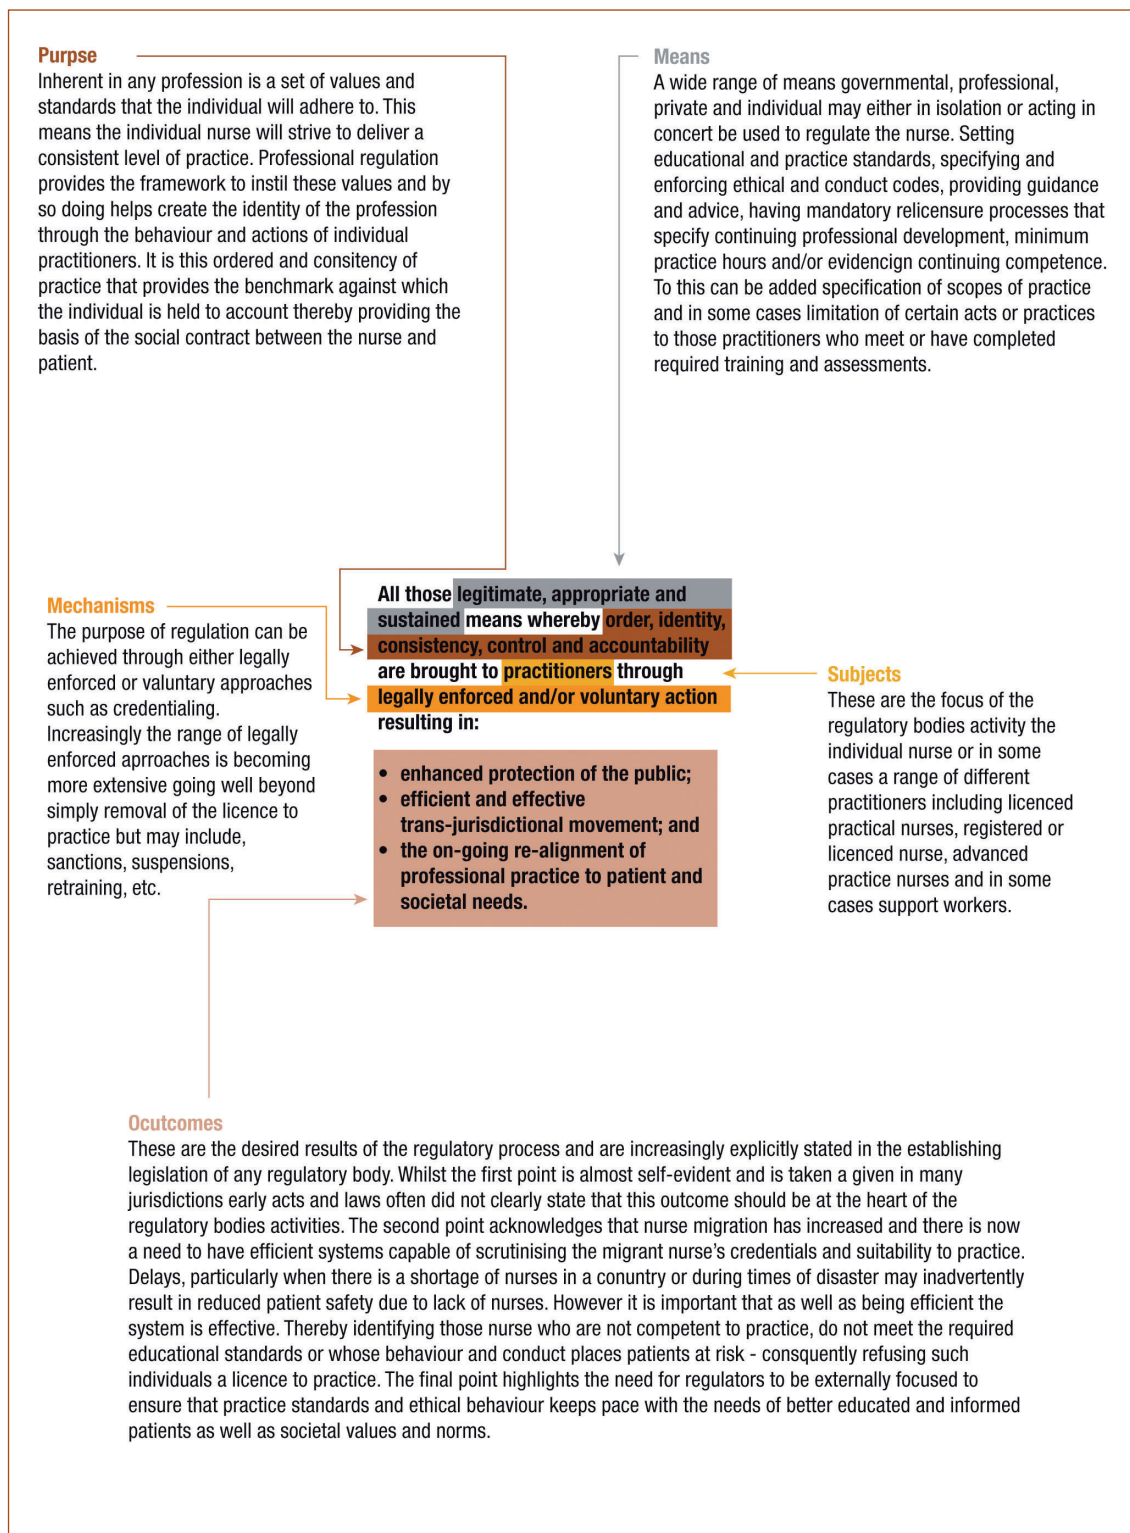 Purpse
Inherent in any profession is a set of values and
standards that the individual will adhere to. This
means the individual nurse will strive to deliver a
consistent level of practice. Professional regulation
provides the framework to instil these values and by
so doing helps create the identity of the profession
through the behaviour and actions of individual
practitioners. It is this ordered and consitency of
practice that provides the benchmark against which
the individual is held to account thereby providing the
basis of the social contract between the nurse and
patient.
Means
A wide range of means governmental, professional,
private and individual may either in isolation or acting in
concert be used to regulate the nurse. Setting
educational and practice standards, specifying and
enforcing ethical and conduct codes, providing guidance
and advice, having mandatory relicensure processes that
specify continuing professional development, minimum
practice hours and/or evidencign continuing competence.
To this can be added specification of scopes of practice
and in some cases limitation of certain acts or practices
to those practitioners who meet or have completed
required training and assessments.
Mechanisms
The purpose of regulation can be
achieved through either legally
enforced or valuntary approaches
such as credentialing.
Increasingly the range of legally
enforced aprroaches is becoming
more extensive going well beyond
simply removal of the licence to
practice but may include,
sanctions, suspensions,
retraining, etc.
All those legitimate, appropriate and
sustained means whereby order, identity,
consistency, control and accountability
are brought to practitioners through
legally enforced and/or voluntary action
resulting in:
• enhanced protection of the public;
• efficient and effective
trans-jurisdictional movement; and
• the on-going re-alignment of
professional practice to patient and
societal needs.
Subjects
These are the focus of the
regulatory bodies activity the
individual nurse or in some
cases a range of different
practitioners including licenced
practical nurses, registered or
licenced nurse, advanced
practice nurses and in some
cases support workers.
Ocutcomes
These are the desired results of the regulatory process and are increasingly explicitly stated in the establishing
legislation of any regulatory body. Whilst the first point is almost self-evident and is taken a given in many
jurisdictions early acts and laws often did not clearly state that this outcome should be at the heart of the
regulatory bodies activities. The second point acknowledges that nurse migration has increased and there is now
a need to have efficient systems capable of scrutinising the migrant nurse's credentials and suitability to practice.
Delays, particularly when there is a shortage of nurses in a conuntry or during times of disaster may inadvertently
result in reduced patient safety due to lack of nurses. However it is important that as well as being efficient the
system is effective. Thereby identifying those nurse who are not competent to practice, do not meet the required
educational standards or whose behaviour and conduct places patients at risk - consquently refusing such
individuals a licence to practice. The final point highlights the need for regulators to be externally focused to
ensure that practice standards and ethical behaviour keeps pace with the needs of better educated and informed
patients as well as societal values and norms.